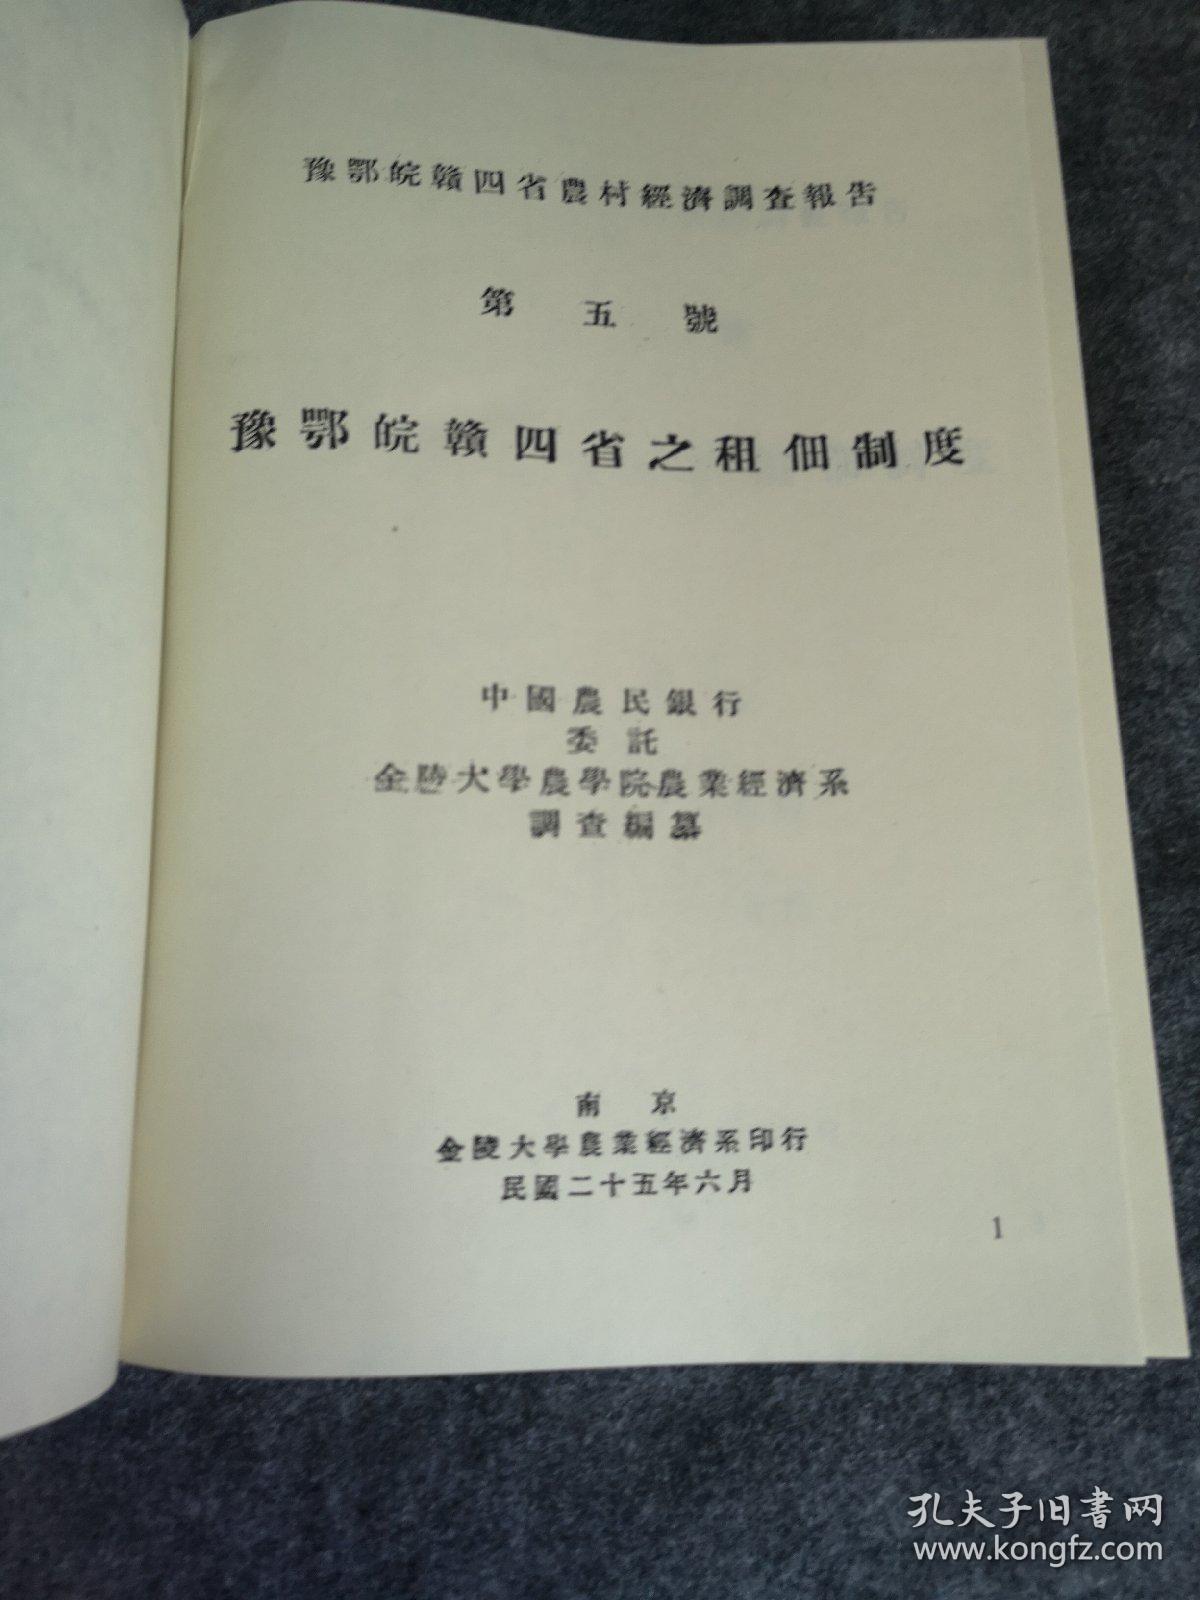 豫鄂皖贛四省農村經濟調查報告
第五號
豫鄂皖贛四省之租佃制度
中國農民銀行
委託
金陵大學農學院農業經濟系
調查編纂
南京
金陵大學農業經濟系印行
民國二十五年六月
1
孔夫子旧书网
www.kongfz.com